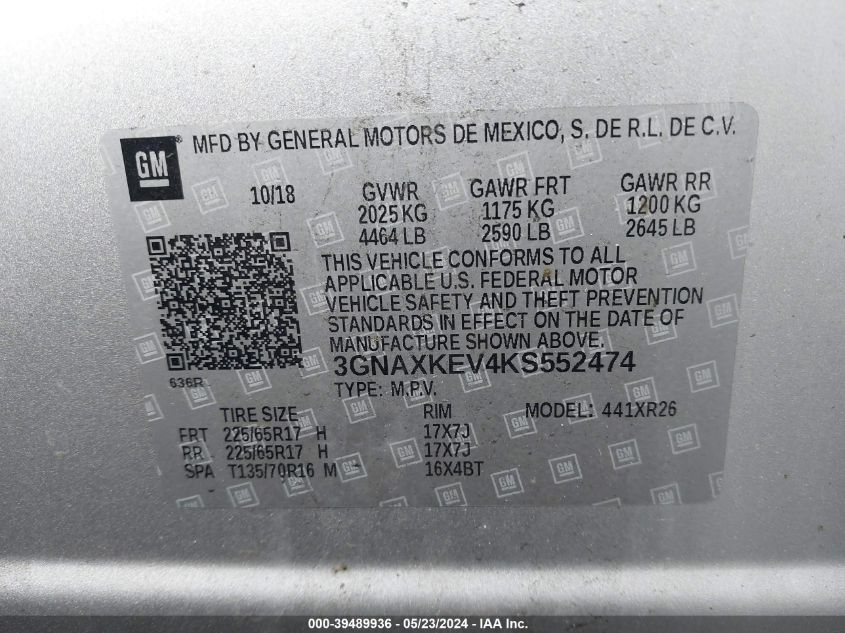 GM ® MFD BY GENERAL MOTORS DE MEXICO, S. DE R.L. DE C.V.
10/18 GVWR GAWR FRT GAWR RR
2025 KG 1175 KG 1200 KG
4464 LB 2590 LB 2645 LB
THIS VEHICLE CONFORMS TO ALL
APPLICABLE U.S. FEDERAL MOTOR
VEHICLE SAFETY AND THEFT PREVENTION
STANDARDS IN EFFECT ON THE DATE OF
MANUFACTURE SHOWN ABOVE.
3GNAXKEV4KS552474
636R
TYPE: M.P.V.
TIRE SIZE RIM MODEL: 441XR26
FRT 225/65R17 H 17X7J
RR 225/65R17 H 17X7J
SPA T135/70R16 M 16X4BT
000-39489936 - 05/23/2024 - IAA Inc.